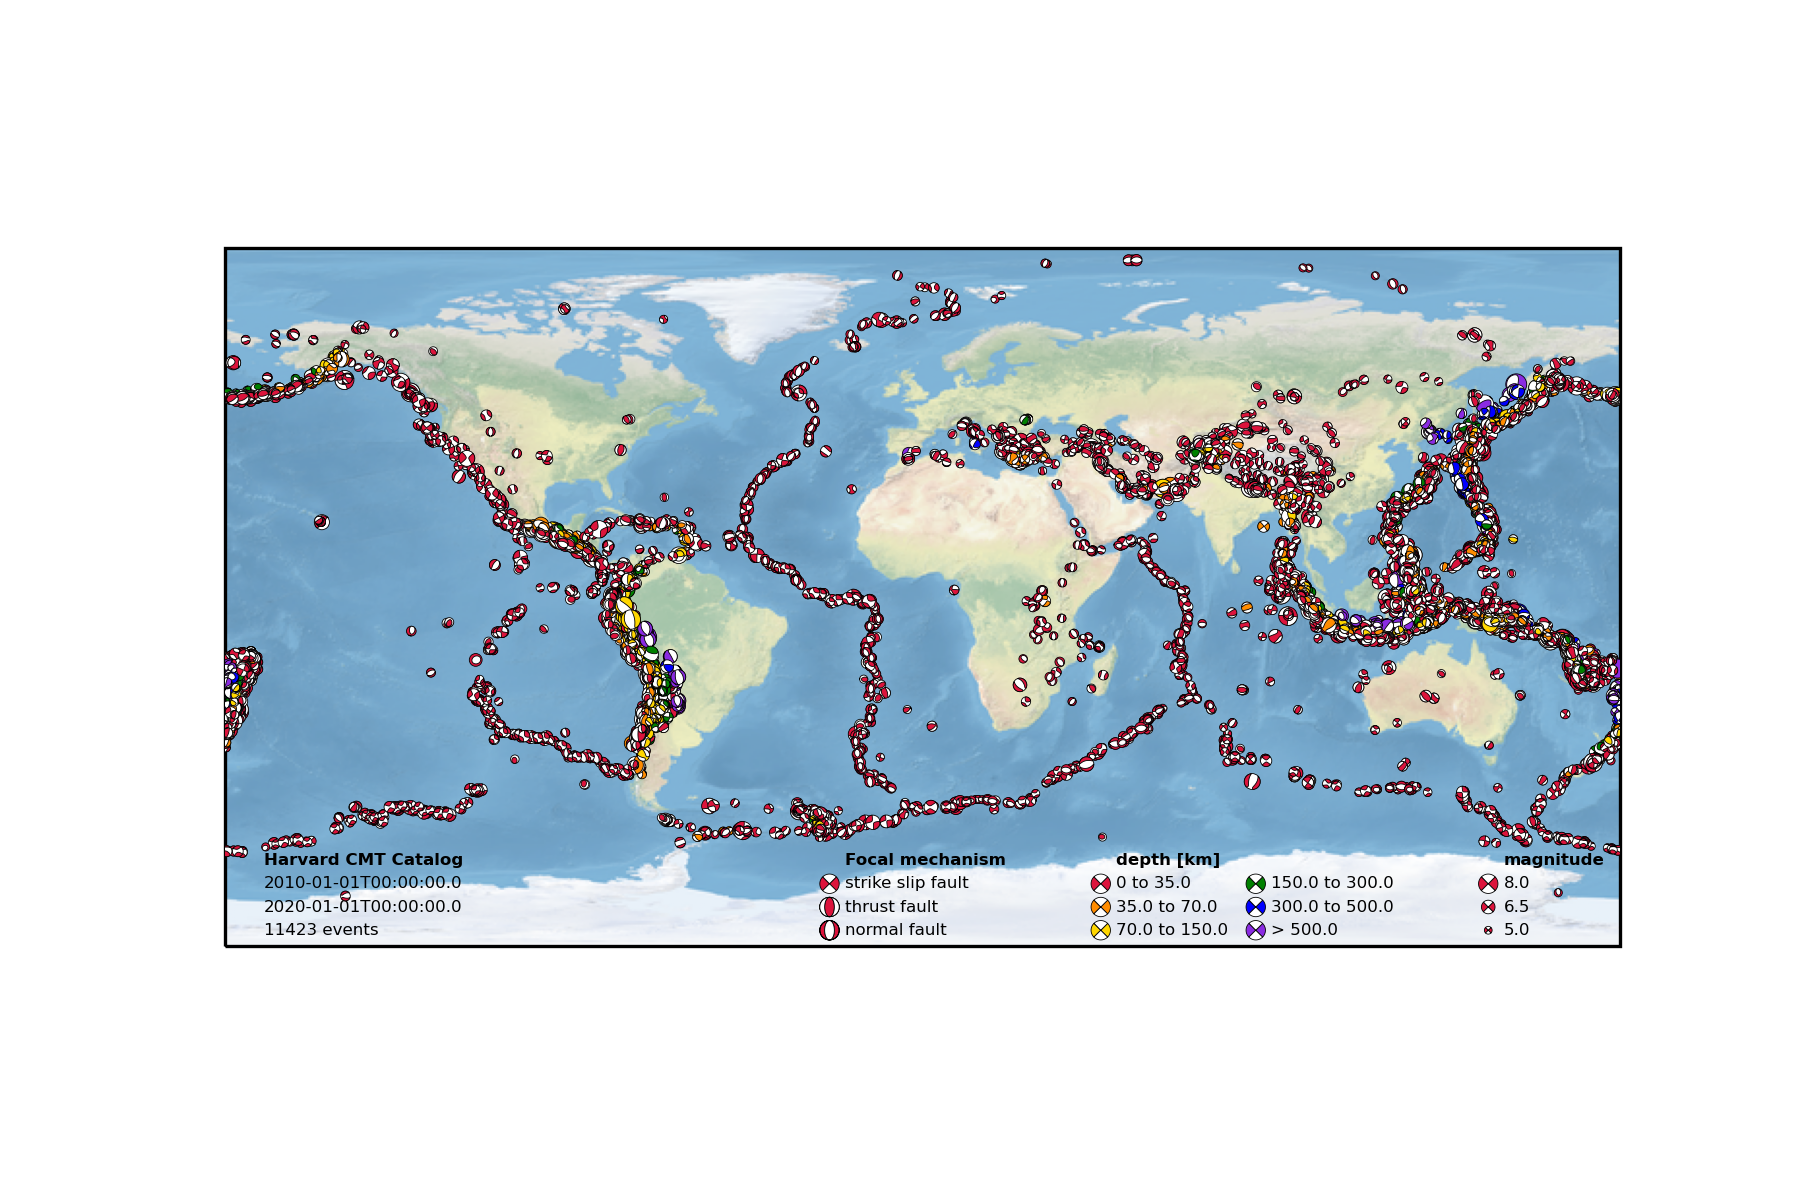 Harvard CMT Catalog
2010-01-01T00:00:00.0
2020-01-01T00:00:00.0
11423 events
Focal mechanism
strike slip fault
thrust fault
normal fault
depth [km]
0 to 35.0
35.0 to 70.0
70.0 to 150.0
150.0 to 300.0
300.0 to 500.0
> 500.0
magnitude
8.0
6.5
5.0